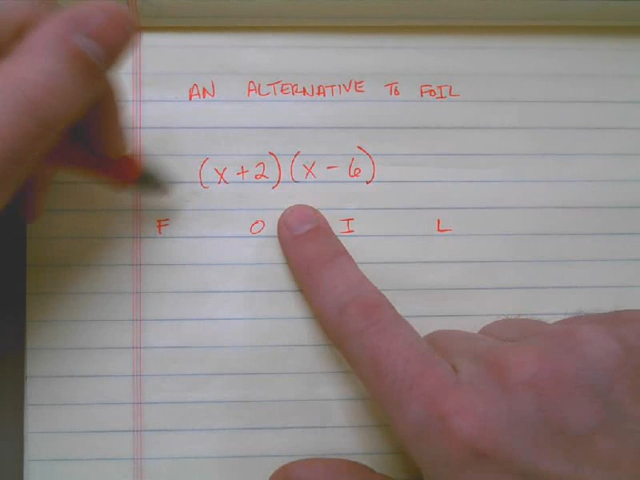 AN ALTERNATIVE TO FOIL
(x+2)(x-6)
F O I L